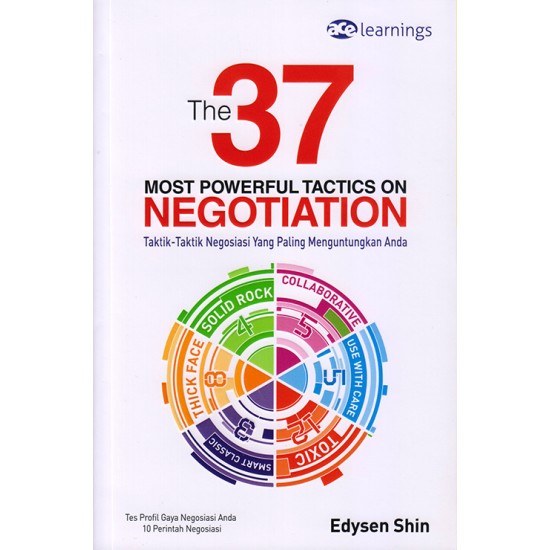 ace learnings
The 37
MOST POWERFUL TACTICS ON
NEGOTIATION
Taktik-Taktik Negosiasi Yang Paling Menguntungkan Anda
SOLID ROCK
4
COLLABORATIVE
5
THICK FACE
8
USE WITH CARE
5
SMART CLASSIC
3
TOXIC
12
Tes Profil Gaya Negosiasi Anda
10 Perintah Negosiasi
Edysen Shin